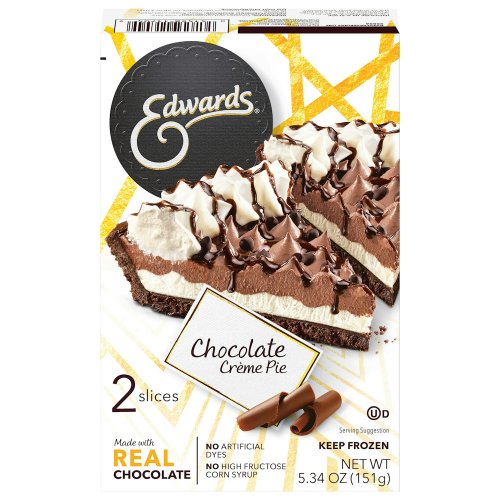 Edwards®
Chocolate
Crème Pie
2 slices
Made with
REAL
CHOCOLATE
NO ARTIFICIAL
DYES
NO HIGH FRUCTOSE
CORN SYRUP
U D
Serving Suggestion
KEEP FROZEN
NET WT
5.34 OZ (151g)